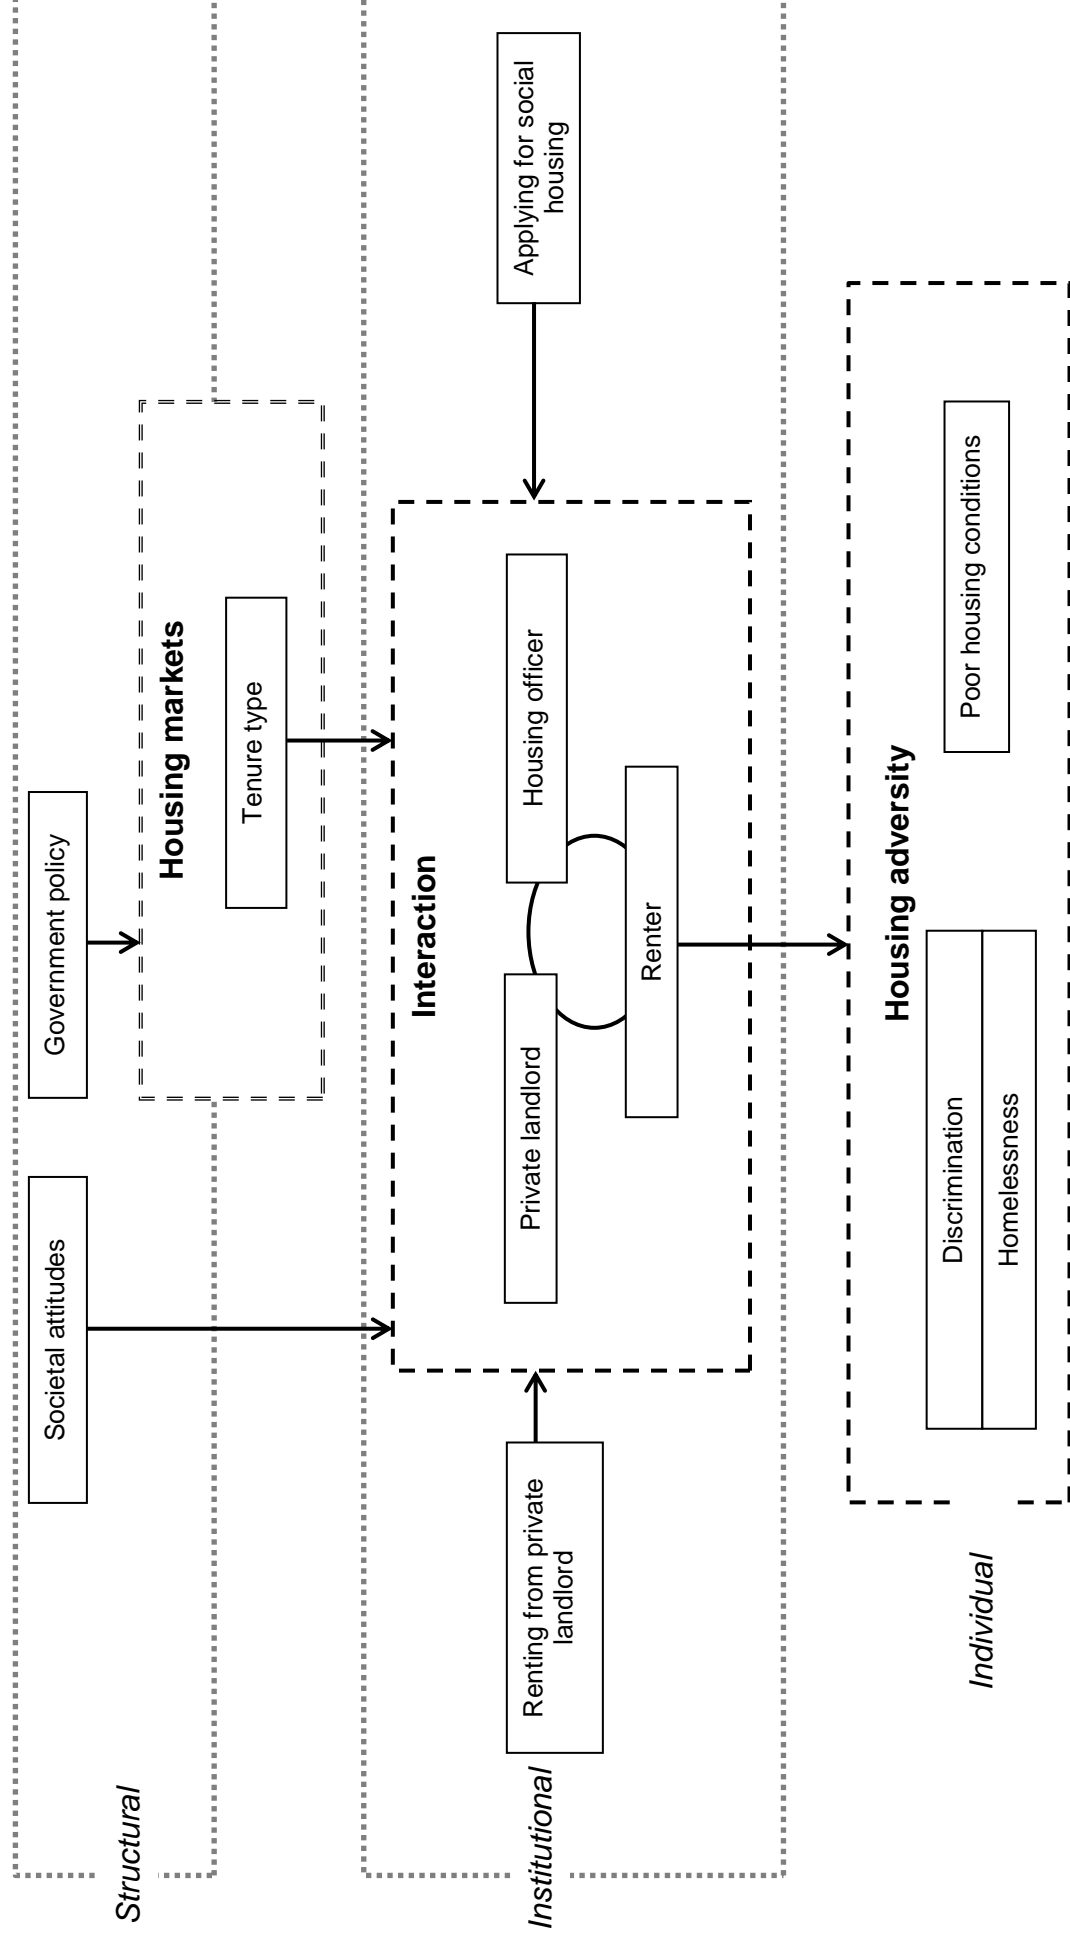 Structural
Societal attitudes
Government policy
Housing markets
Tenure type
Institutional
Renting from private
landlord
Interaction
Private landlord
Housing officer
Renter
Applying for social
housing
Individual
Housing adversity
Discrimination
Homelessness
Poor housing conditions